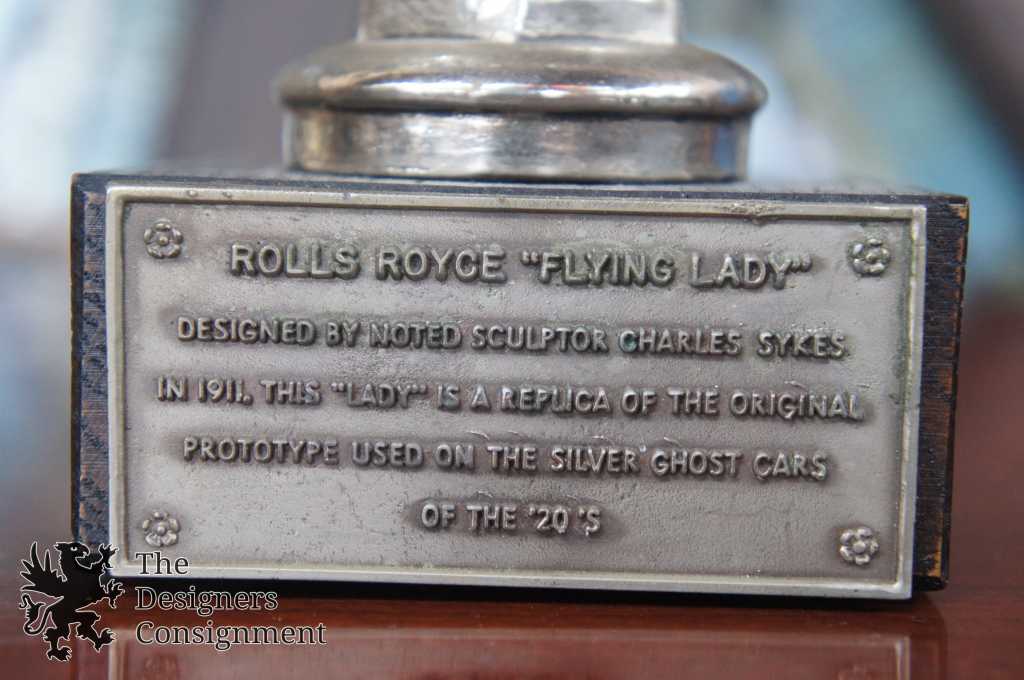 ROLLS ROYCE "FLYING LADY"
DESIGNED BY NOTED SCULPTOR CHARLES SYKES
IN 1911. THIS "LADY" IS A REPLICA OF THE ORIGINAL
PROTOTYPE USED ON THE SILVER GHOST CARS
OF THE '20 'S
The
Designers
Consignment